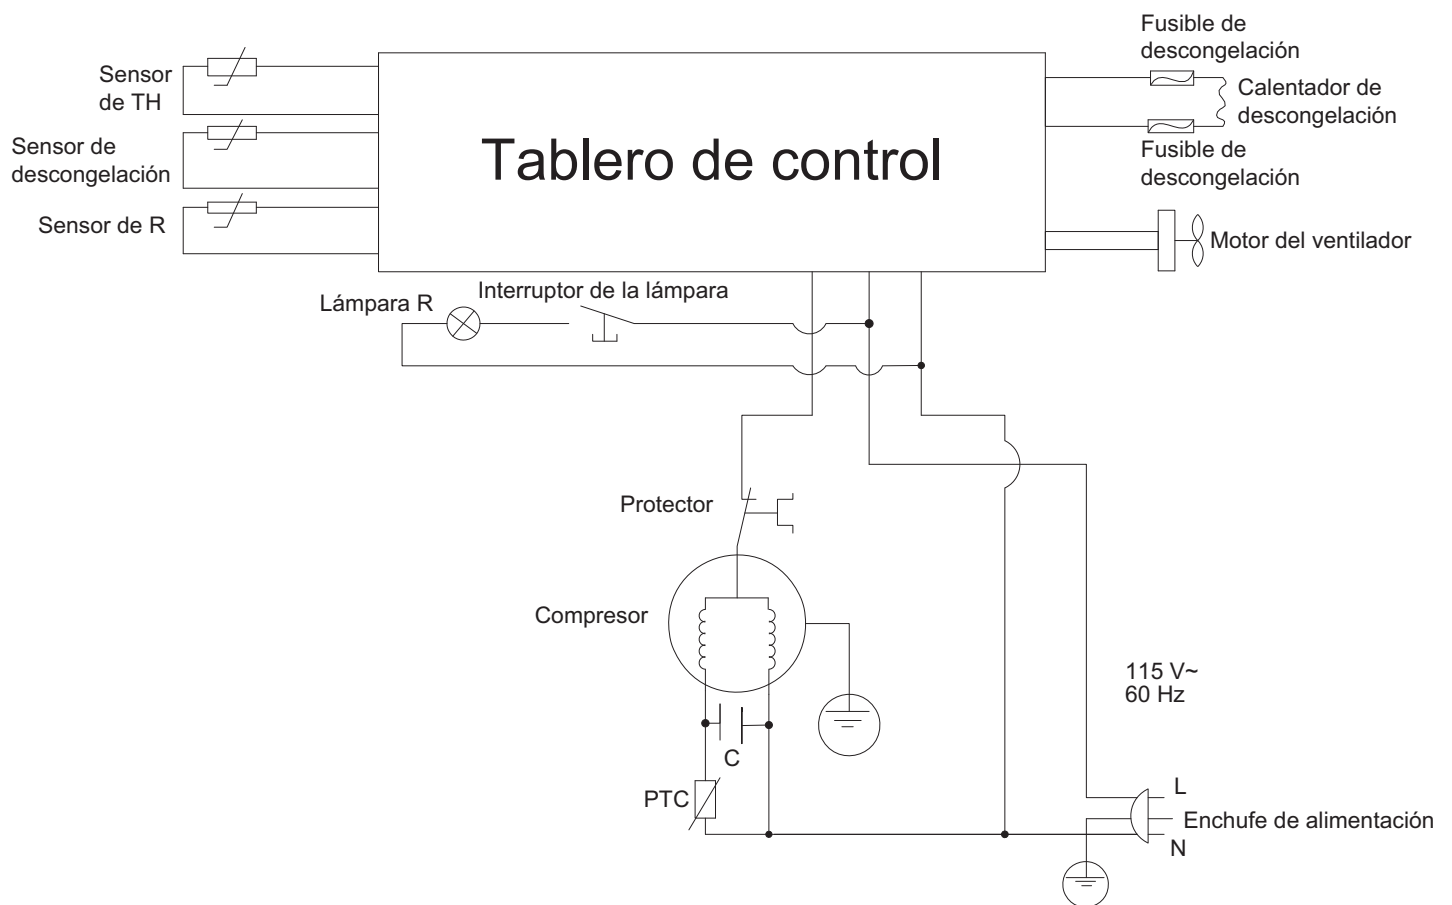 Fusible de
descongelación
Sensor
de TH
Calentador de
descongelación
Sensor de
descongelación
Tablero de control
Fusible de
descongelación
Sensor de R
Motor del ventilador
Lámpara R
Interruptor de la lámpara
Protector
Compresor
115 V~
60 Hz
C
PTC
L
Enchufe de alimentación
N